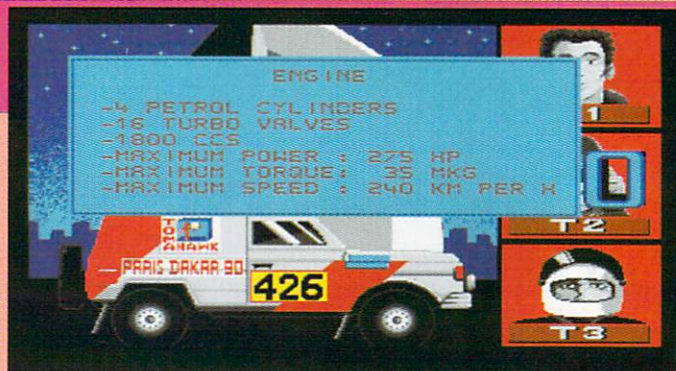 ENGINE
-4 PETROL CYLINDERS
-16 TURBO VALVES
-1800 CCS
-MAXIMUM POWER : 275 HP
-MAXIMUM TORQUE: 35 MKG
-MAXIMUM SPEED : 240 KM PER H
1
T2
TOMAHAWK
PARIS DAKAR 90
426
T3